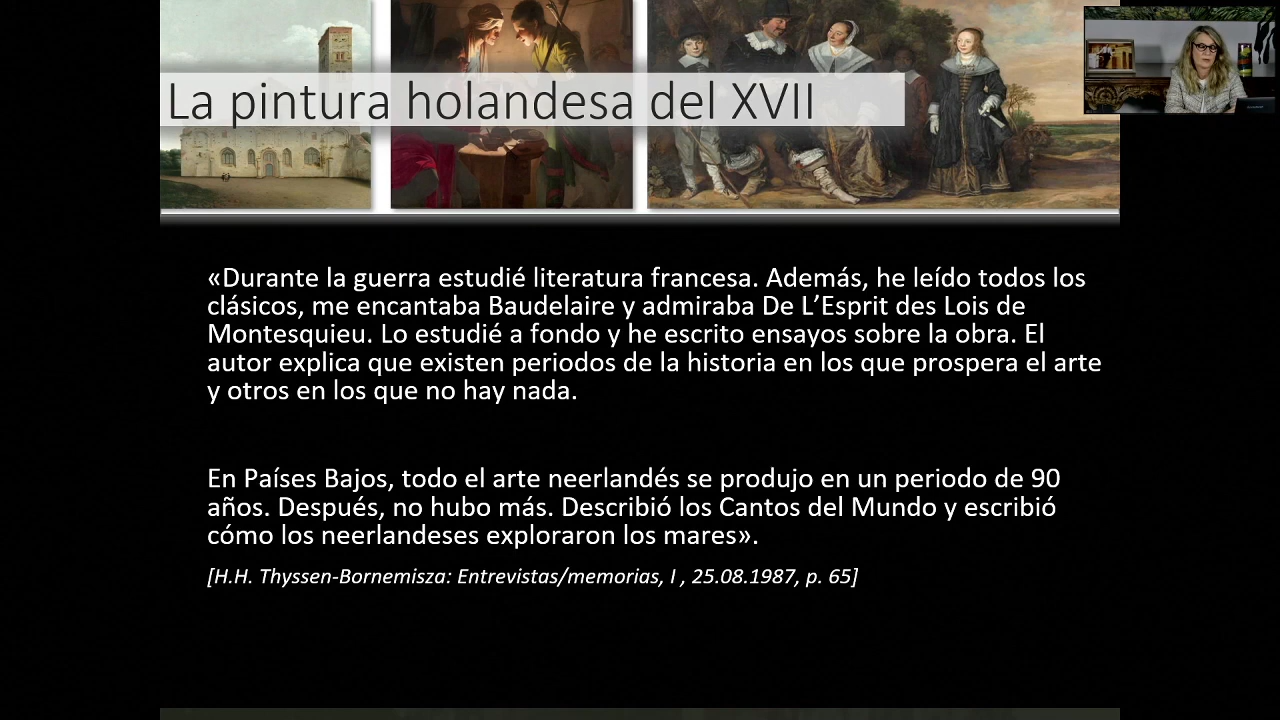 La pintura holandesa del XVII
«Durante la guerra estudié literatura francesa. Además, he leído todos los
clásicos, me encantaba Baudelaire y admiraba De L’Esprit des Lois de
Montesquieu. Lo estudié a fondo y he escrito ensayos sobre la obra. El
autor explica que existen periodos de la historia en los que prospera el arte
y otros en los que no hay nada.
En Países Bajos, todo el arte neerlandés se produjo en un periodo de 90
años. Después, no hubo más. Describió los Cantos del Mundo y escribió
cómo los neerlandeses exploraron los mares».
[H.H. Thyssen-Bornemisza: Entrevistas/memorias, I , 25.08.1987, p. 65]